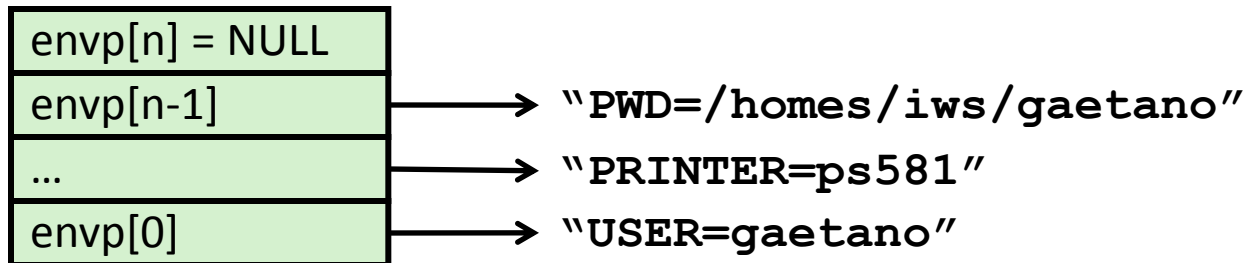 envp[n] = NULL
envp[n-1] “PWD=/homes/iws/gaetano”
… “PRINTER=ps581”
envp[0] “USER=gaetano”